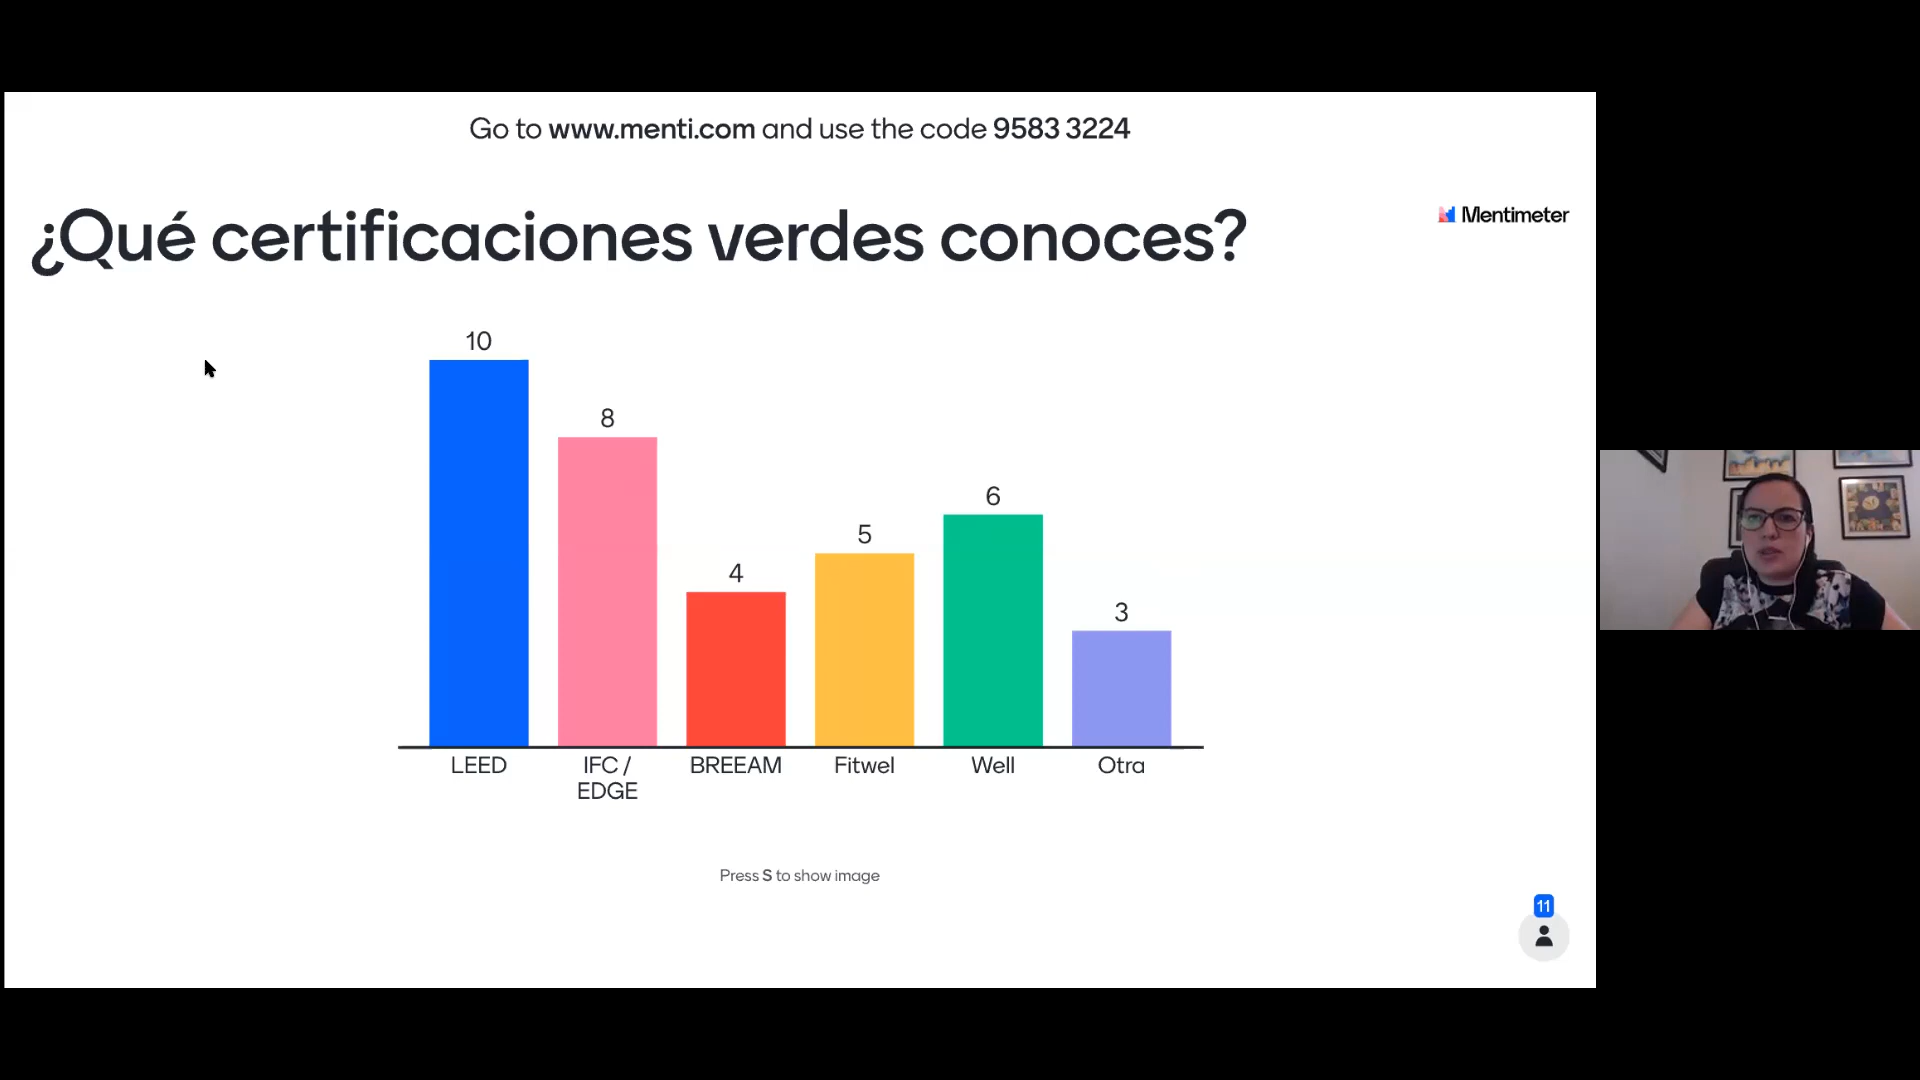 Go to www.menti.com and use the code 9583 3224
¿Qué certificaciones verdes conoces?
Mentimeter
10
8
4
5
6
3
LEED
IFC /
EDGE
BREEAM
Fitwel
Well
Otra
Press S to show image
11